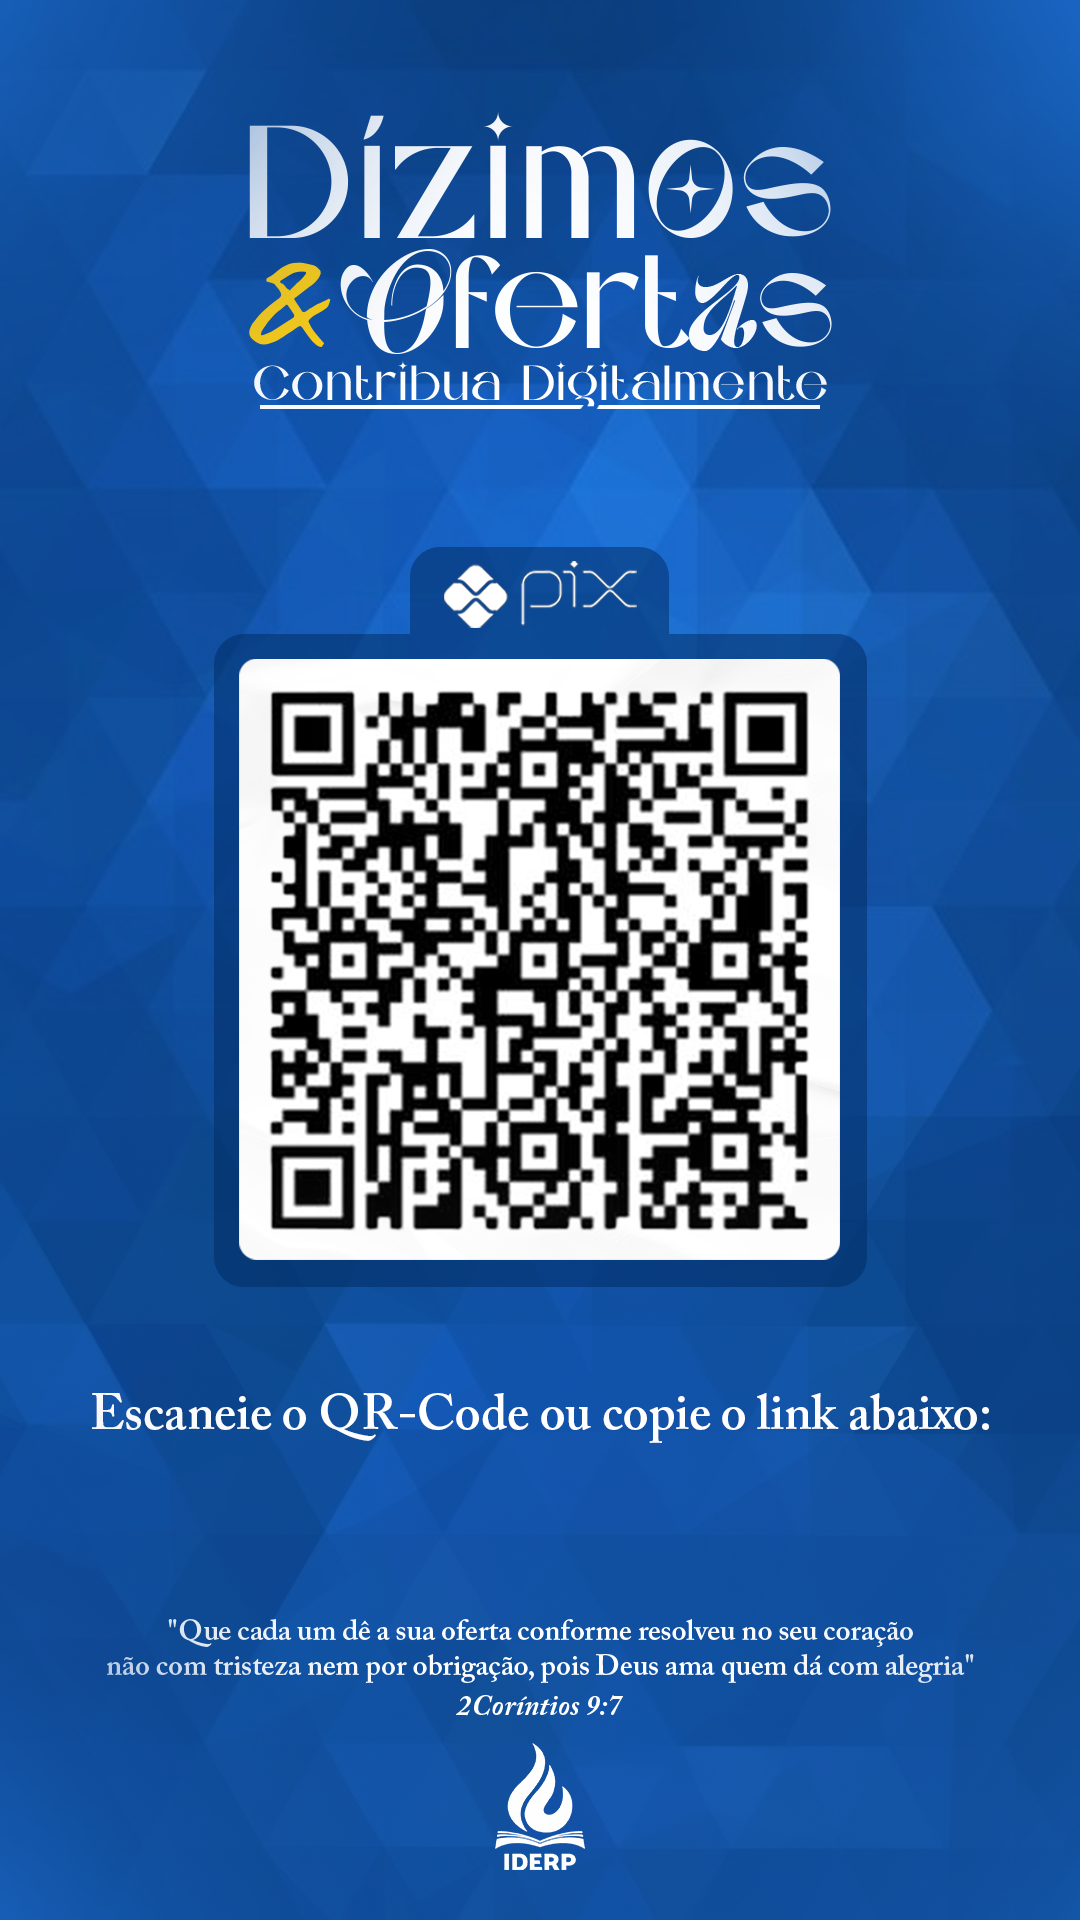 Dízimos
& Ofertas
Contribua Digitalmente
pix
Escaneie o QR-Code ou copie o link abaixo:
"Que cada um dê a sua oferta conforme resolveu no seu coração
não com tristeza nem por obrigação, pois Deus ama quem dá com alegria"
2Coríntios 9:7
IDERP